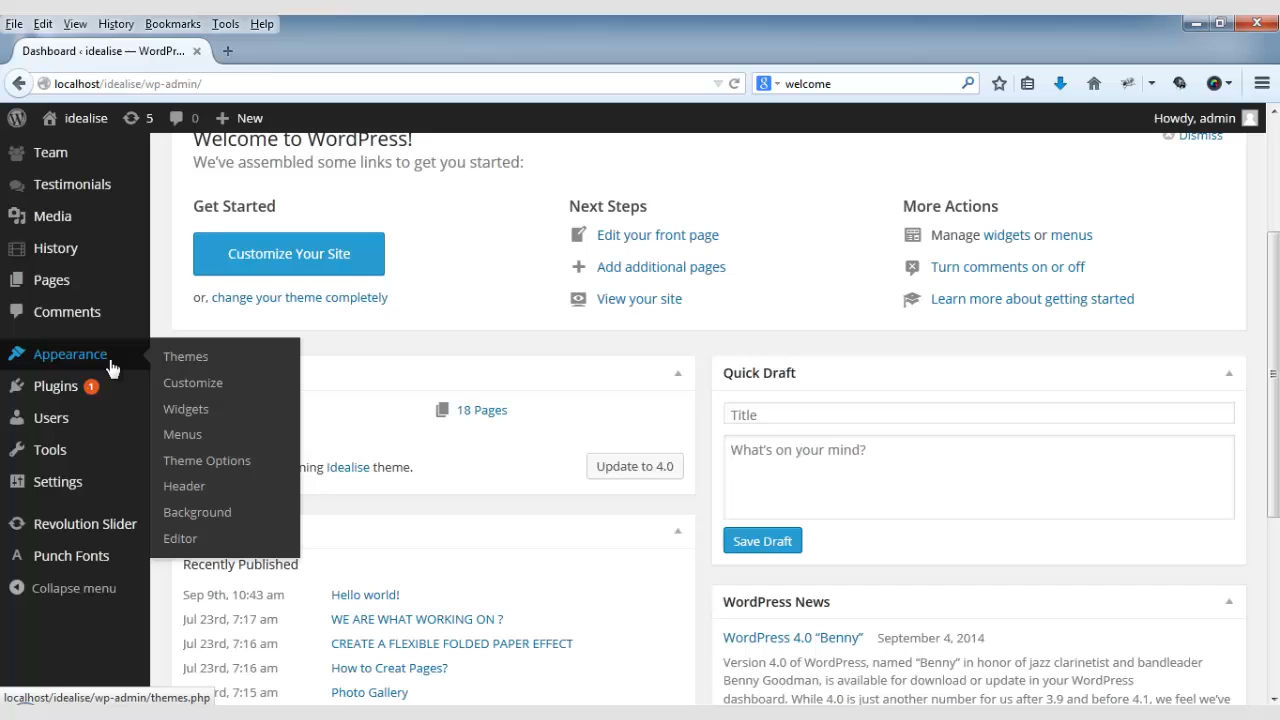 File Edit View History Bookmarks Tools Help
Dashboard ‹ idealise — WordPr...
localhost/idealise/wp-admin/
welcome
idealise 5 0 New
Howdy, admin
Team
Testimonials
Media
History
Pages
Comments
Appearance
Plugins 1
Users
Tools
Settings
Revolution Slider
Punch Fonts
Collapse menu
Themes
Customize
Widgets
Menus
Theme Options
Header
Background
Editor
Welcome to WordPress!
Dismiss
We've assembled some links to get you started:
Get Started
Customize Your Site
or, change your theme completely
Next Steps
Edit your front page
Add additional pages
View your site
More Actions
Manage widgets or menus
Turn comments on or off
Learn more about getting started
18 Pages
Idealise theme.
Update to 4.0
Recently Published
Sep 9th, 10:43 am Hello world!
Jul 23rd, 7:17 am WE ARE WHAT WORKING ON ?
Jul 23rd, 7:16 am CREATE A FLEXIBLE FOLDED PAPER EFFECT
Jul 23rd, 7:16 am How to Creat Pages?
rd, 7:15 am Photo Gallery
Quick Draft
Title
What's on your mind?
Save Draft
WordPress News
WordPress 4.0 “Benny” September 4, 2014
Version 4.0 of WordPress, named “Benny” in honor of jazz clarinetist and bandleader
Benny Goodman, is available for download or update in your WordPress
dashboard. While 4.0 is just another number for us after 3.9 and before 4.1, we feel we've
localhost/idealise/wp-admin/themes.php